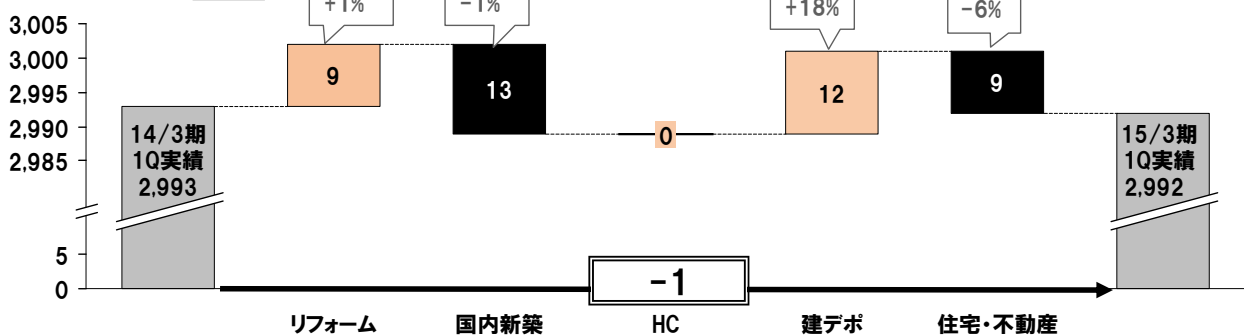 +1%
-1%
+18%
-6%
3,005
3,000
2,995
2,990
2,985
5
0
14/3期
1Q実績
2,993
9
13
0
12
9
15/3期
1Q実績
2,992
-1
リフォーム
国内新築
HC
建デポ
住宅・不動産